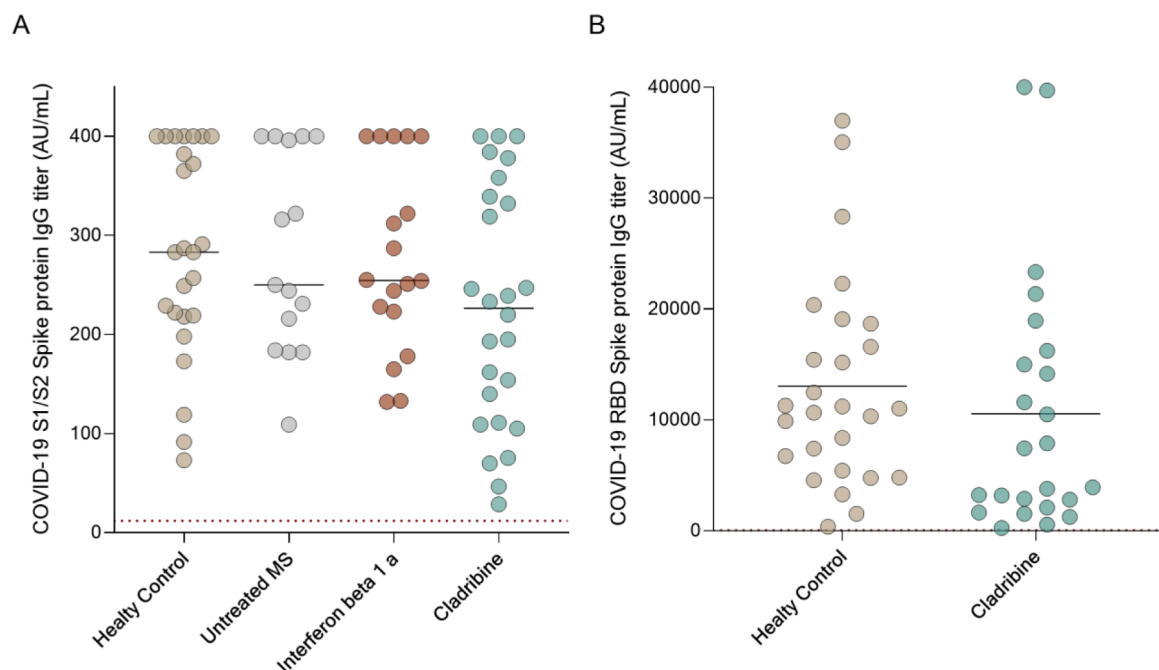 A
COVID-19 S1/S2 Spike protein IgG titer (AU/mL)
400
300
200
100
0
Healty Control
Untreated MS
Interferon beta 1 a
Cladribine
B
COVID-19 RBD Spike protein IgG titer (AU/mL)
40000
30000
20000
10000
0
Healty Control
Cladribine